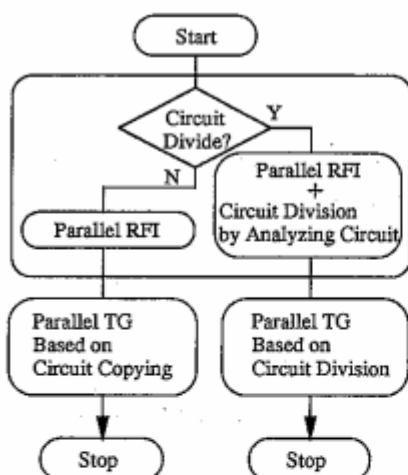 Start
Circuit
Divide?
Y
N
Parallel RFI
+
Circuit Division
by Analyzing Circuit
Parallel RFI
Parallel TG
Based on
Circuit Copying
Parallel TG
Based on
Circuit Division
Stop
Stop